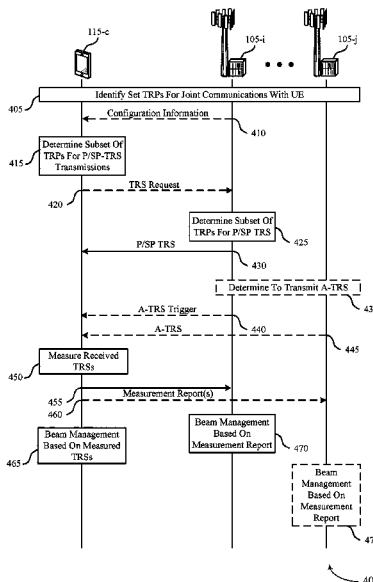 115-c
105-i
105-j
405
Identify Set TRPs For Joint Communications With UE
Configuration Information
410
415
Determine Subset Of
TRPs For P/SP-TRS
Transmissions
420
TRS Request
Determine Subset Of
TRPs For P/SP TRS
425
P/SP TRS
430
Determine To Transmit A-TRS
43
A-TRS Trigger
440
A-TRS
445
Measure Received
TRSs
450
455
460
Measurement Report(s)
Beam Management
Based On Measured
TRSs
465
Beam Management
Based On
Measurement Report
470
Beam
Management
Based On
Measurement
Report
47
40